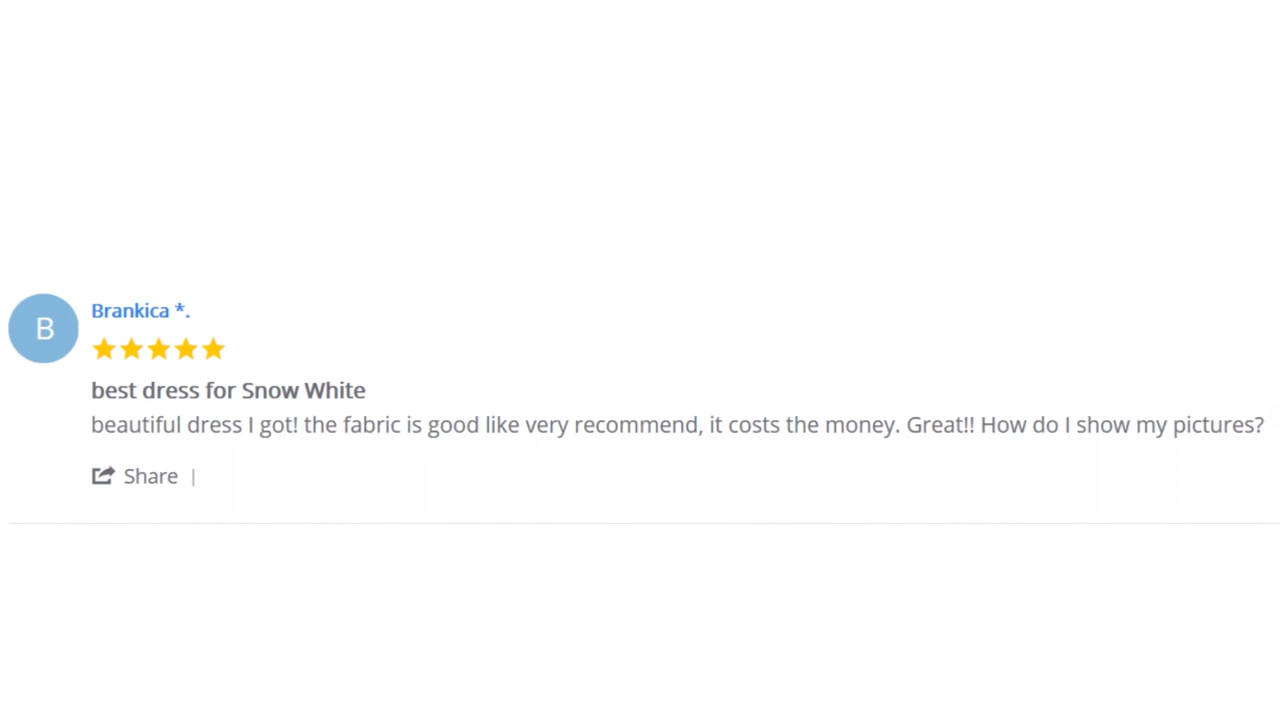 B
Brankica *.
best dress for Snow White
beautiful dress I got! the fabric is good like very recommend, it costs the money. Great!! How do I show my pictures?
Share |